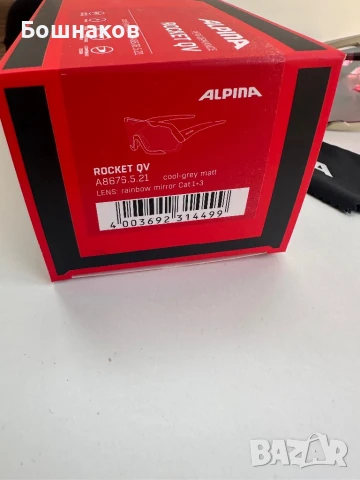 Бошнаков
ALPINA
PERFORMANCE
ROCKET QV
ALPINA
ROCKET QV
A8675.5.21 cool-grey matt
LENS: rainbow mirror Cat.1-3
4 003692 314499
bazar